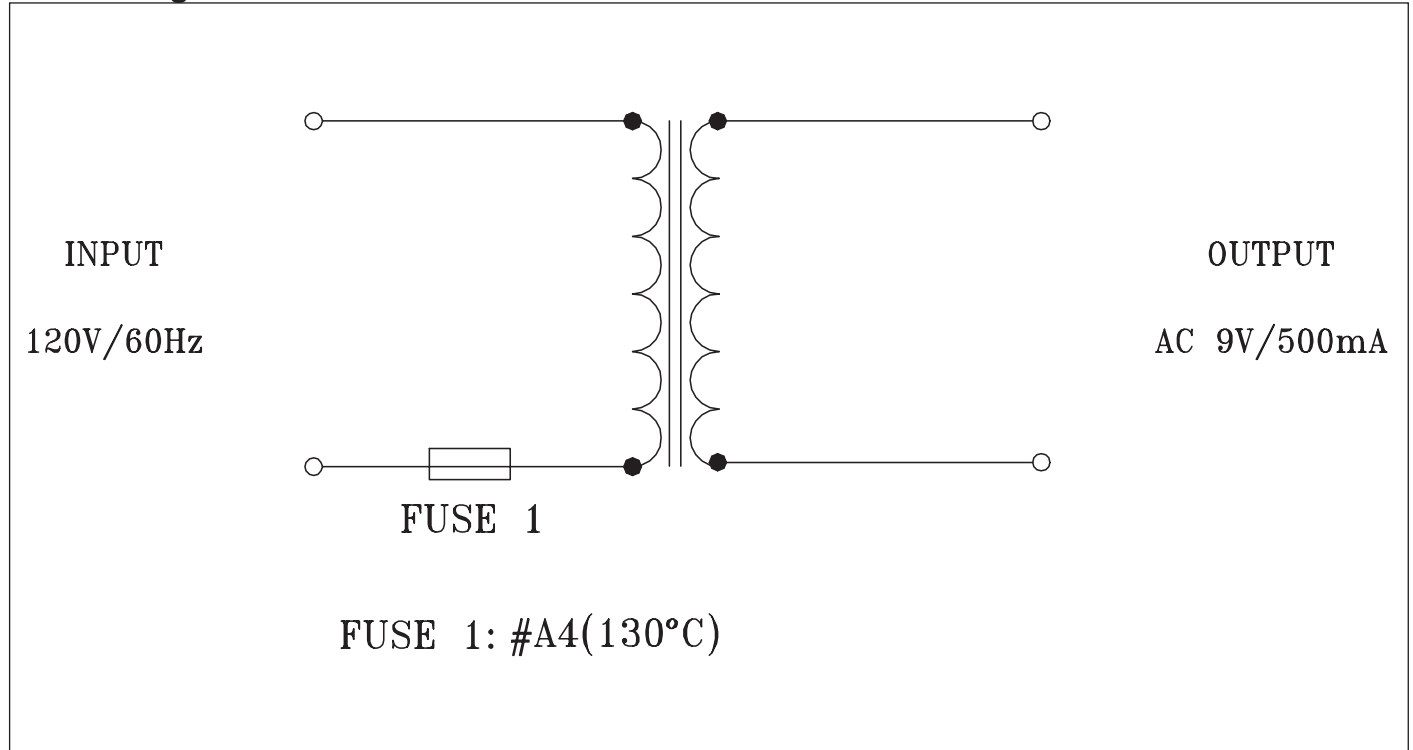 INPUT
120V/60Hz
OUTPUT
AC 9V/500mA
FUSE 1
FUSE 1: #A4(130°C)